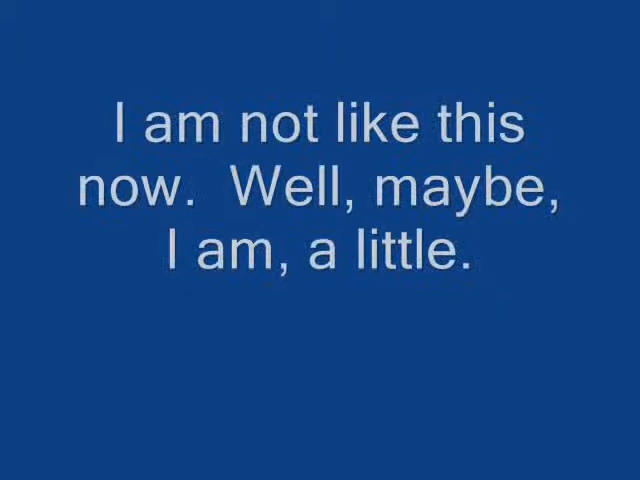 I am not like this
now.  Well, maybe,
I am, a little.